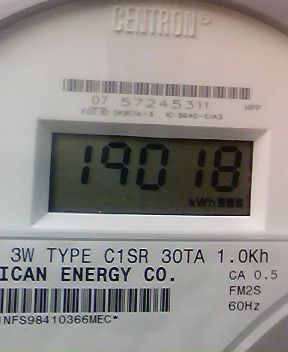 CENTRON®
07 57245311 HPP
19018
kWh
3W TYPE C1SR 30TA 1.0Kh
ICAN ENERGY CO. CA 0.5
FM2S
60Hz
INFS98410366MEC*